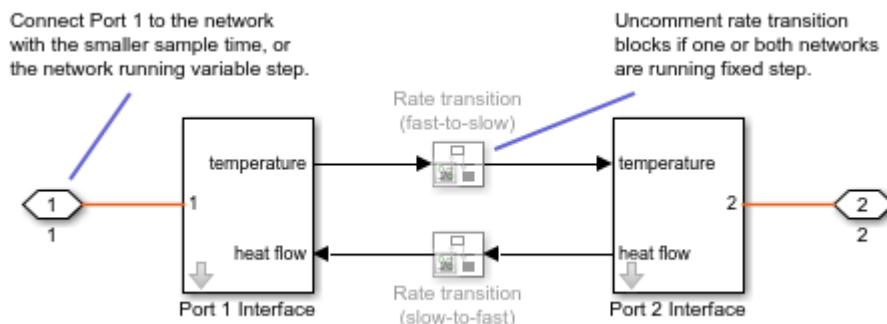 Connect Port 1 to the network
with the smaller sample time, or
the network running variable step.
Uncomment rate transition
blocks if one or both networks
are running fixed step.
Rate transition
(fast-to-slow)
temperature
temperature
1
1
1
2
2
2
heat flow
heat flow
Port 1 Interface
Rate transition
(slow-to-fast)
Port 2 Interface